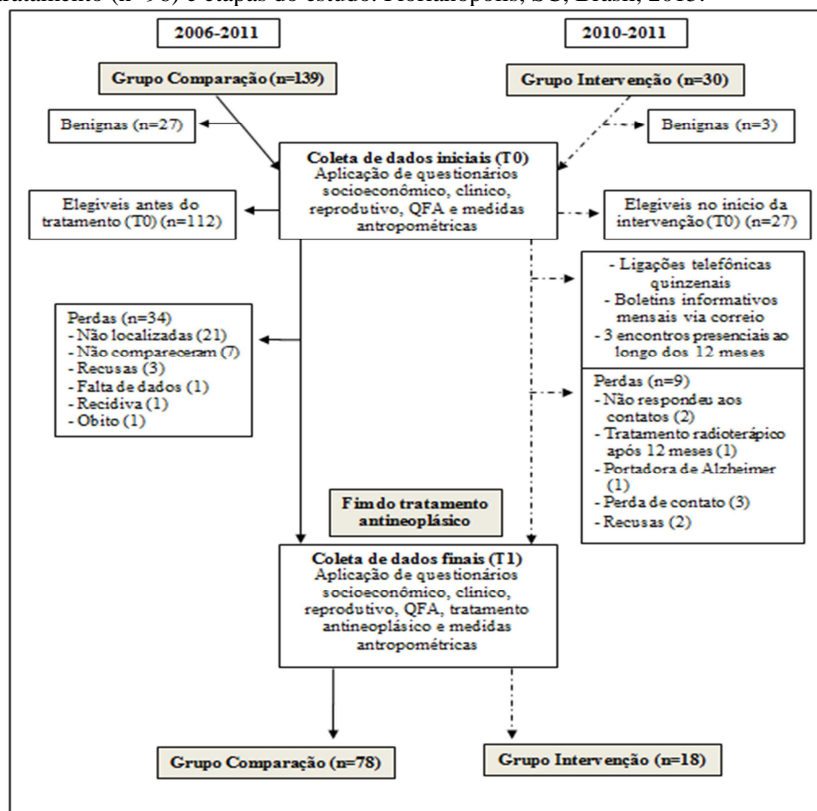 tratamento (n=96) e etapas do estudo. Florianópolis, SC, Brasil, 2013.
2006-2011
2010-2011
Grupo Comparação (n=139)
Grupo Intervenção (n=30)
Benignas (n=27)
Benignas (n=3)
Coleta de dados iniciais (T0)
Aplicação de questionários
socioeconômico, clinico,
reprodutivo, QFA e medidas
antropométricas
Elegiveis antes do
tratamento (T0) (n=112)
Elegiveis no inicio da
intervenção (T0) (n=27)
- Ligações telefônicas
quinzenais
- Boletins informativos
mensais via correio
- 3 encontros presenciais ao
longo dos 12 meses
Perdas (n=34)
- Não localizadas (21)
- Não compareceram (7)
- Recusas (3)
- Falta de dados (1)
- Recidiva (1)
- Obito (1)
Perdas (n=9)
- Não respondeu aos
contatos (2)
- Tratamento radioterápico
após 12 meses (1)
- Portadora de Alzheimer
(1)
- Perda de contato (3)
- Recusas (2)
Fim do tratamento
antineoplásico
Coleta de dados finais (T1)
Aplicação de questionários
socioeconômico, clinico,
reprodutivo, QFA, tratamento
antineoplásico e medidas
antropométricas
Grupo Comparação (n=78)
Grupo Intervenção (n=18)